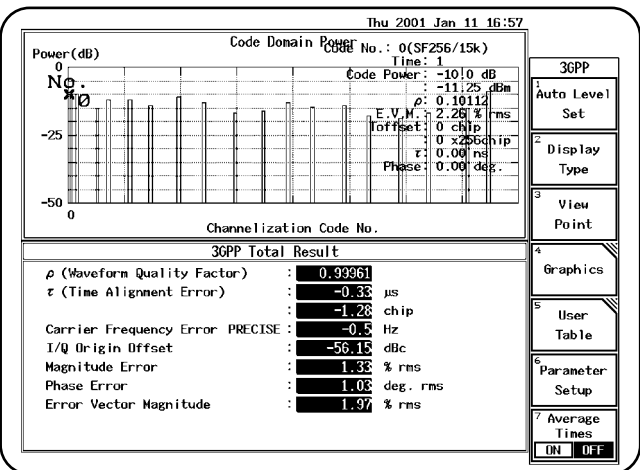 Thu 2001 Jan 11 16:57
Code Domain Power
Power(dB)
0
-25
-50
0
No.
0
Code No.: 0(SF256/15k)
Time: 1
Code Power: -10.0 dB
: -11.25 dBm
ρ: 0.10112
E.V.M.: 2.26 % rms
Toffset: 0 chip
: 0 x256chip
τ: 0.00 ns
Phase: 0.00 deg.
Channelization Code No.
3GPP Total Result
ρ (Waveform Quality Factor) : 0.99961
τ (Time Alignment Error) : -0.33 μs
: -1.28 chip
Carrier Frequency Error PRECISE : -0.5 Hz
I/Q Origin Offset : -56.15 dBc
Magnitude Error : 1.33 % rms
Phase Error : 1.03 deg. rms
Error Vector Magnitude : 1.97 % rms
3GPP
1
Auto Level
Set
2
Display
Type
3
View
Point
4
Graphics
5
User
Table
6
Parameter
Setup
7 Average
Times
ON OFF